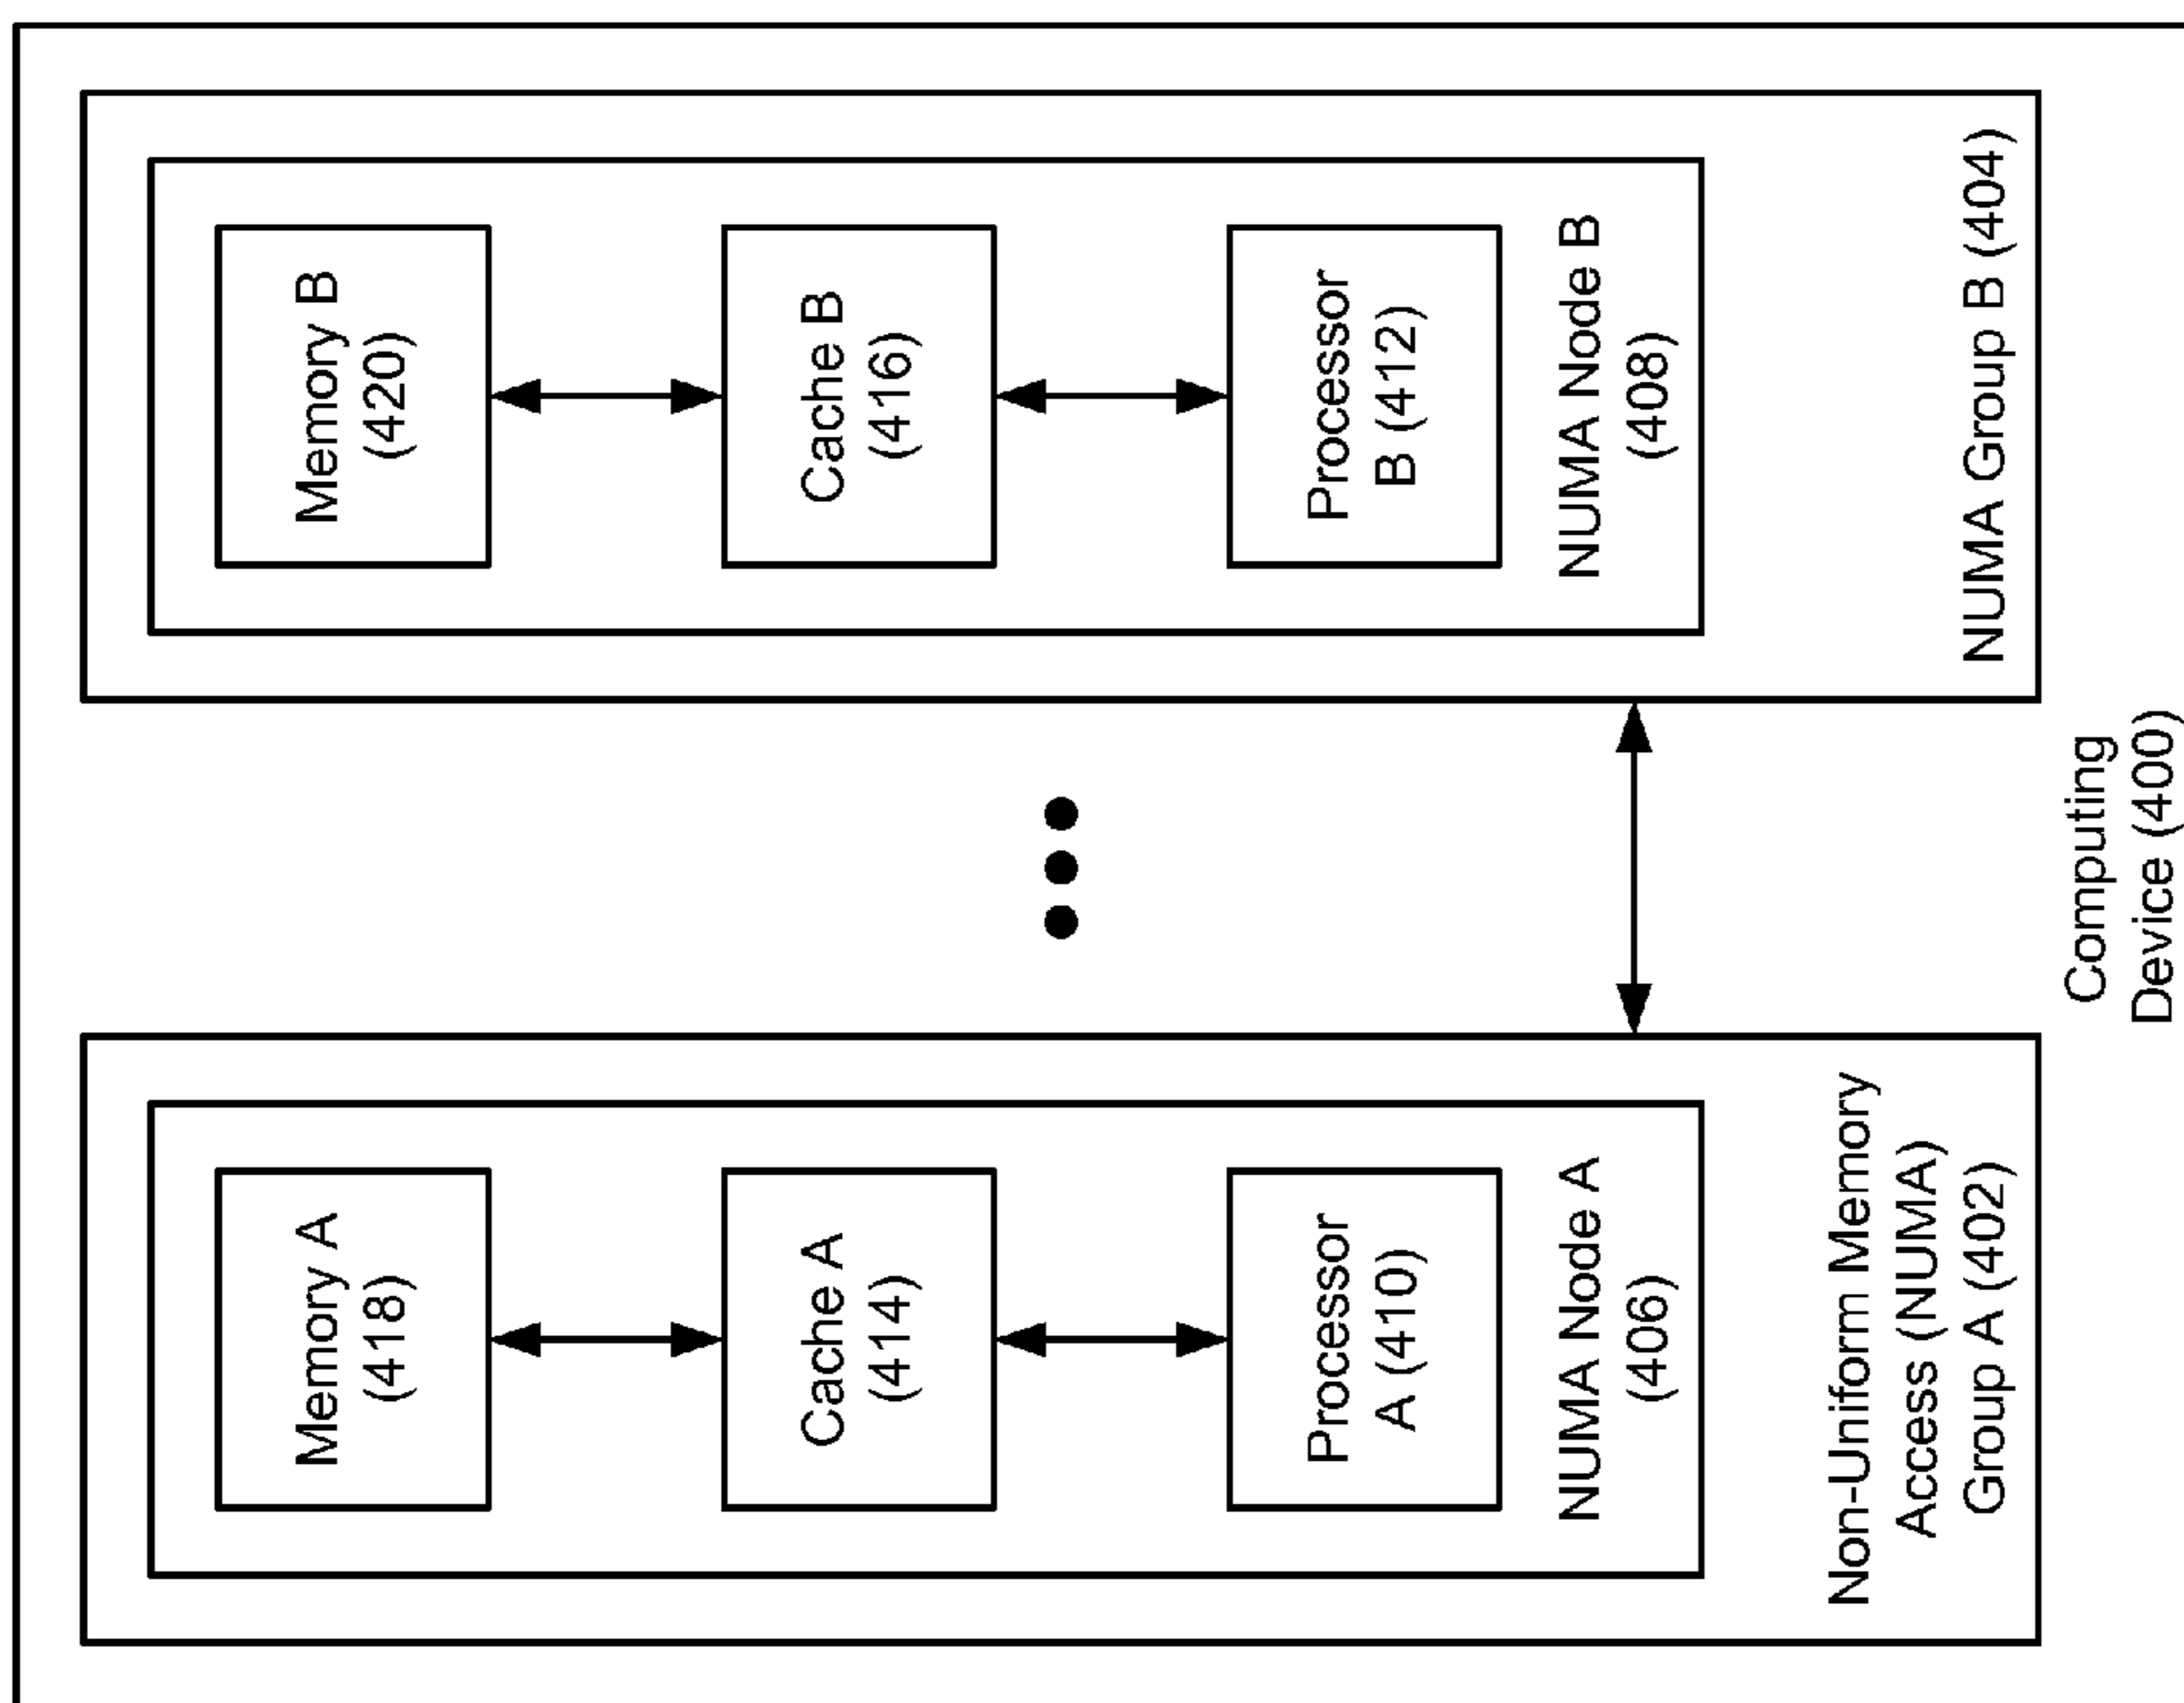 Memory A
(418)
Cache A
(414)
Processor
A (410)
NUMA Node A
(406)
Non-Uniform Memory
Access (NUMA)
Group A (402)
Memory B
(420)
Cache B
(416)
Processor
B (412)
NUMA Node B
(408)
NUMA Group B (404)
Computing
Device (400)